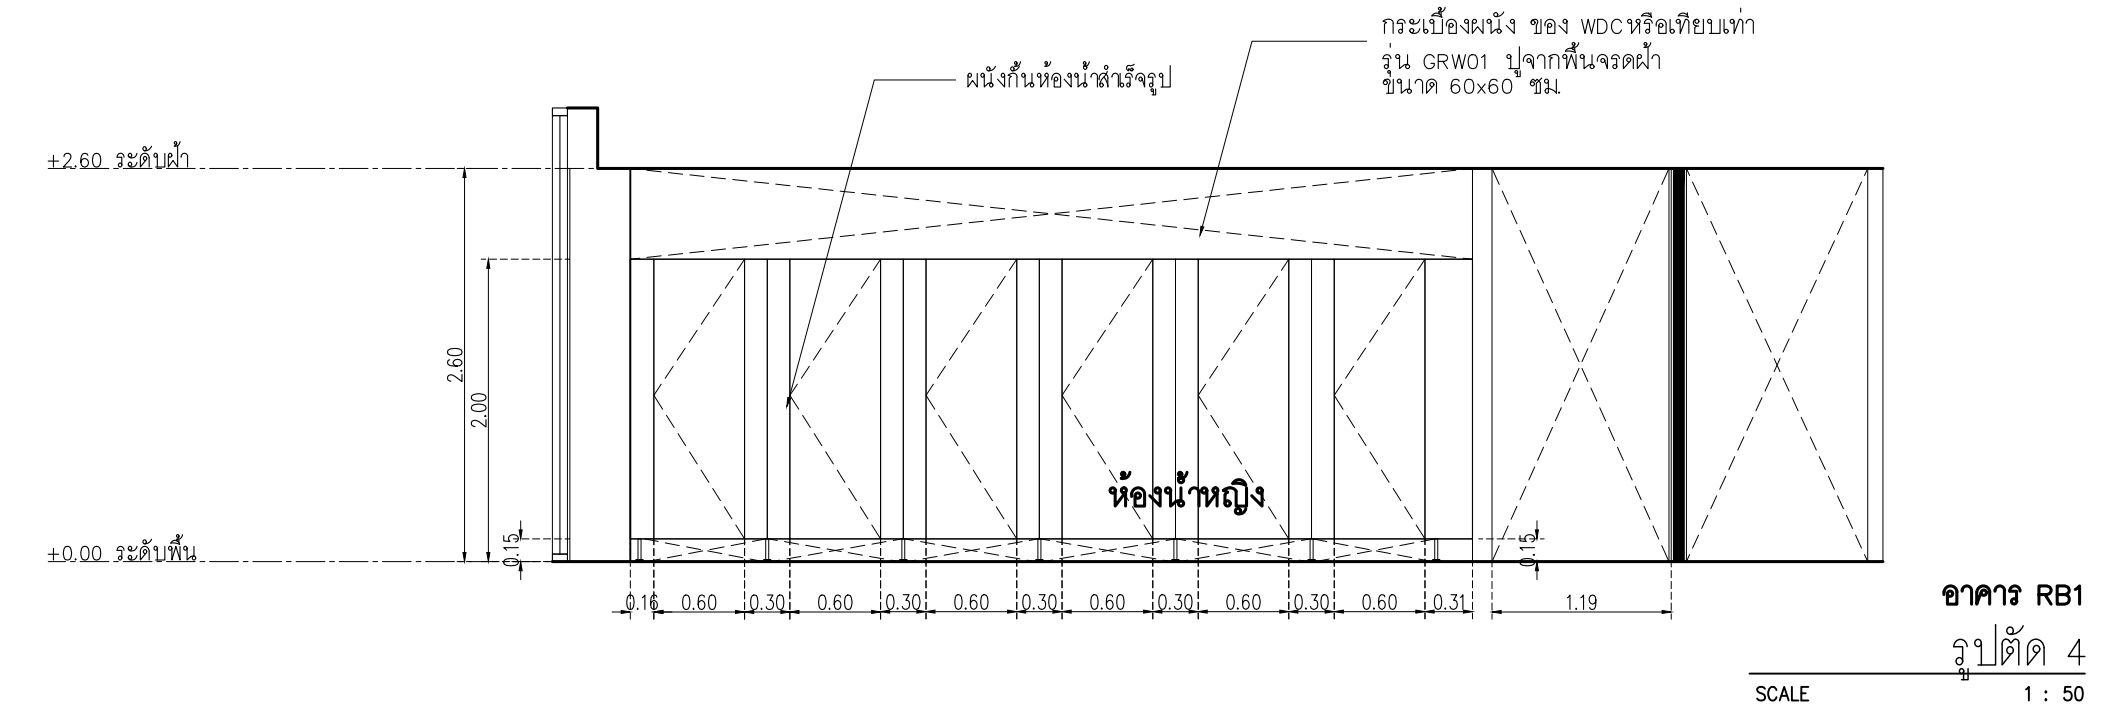 กระเบื้องผนัง ของ WDCหรือเทียบเท่า
รุ่น GRW01 ปูจากพื้นจรดฝ้า
ขนาด 60x60 ซม.
ผนังกั้นห้องน้ำสำเร็จรูป
+2.60 ระดับฝ้า
2.60
2.00
ห้องน้ำหญิง
+0.00 ระดับพื้น
0.15
0.15
0.16 0.60 0.30 0.60 0.30 0.60 0.30 0.60 0.30 0.60 0.30 0.60 0.31 1.19
อาคาร RB1
รูปตัด 4
SCALE 1 : 50